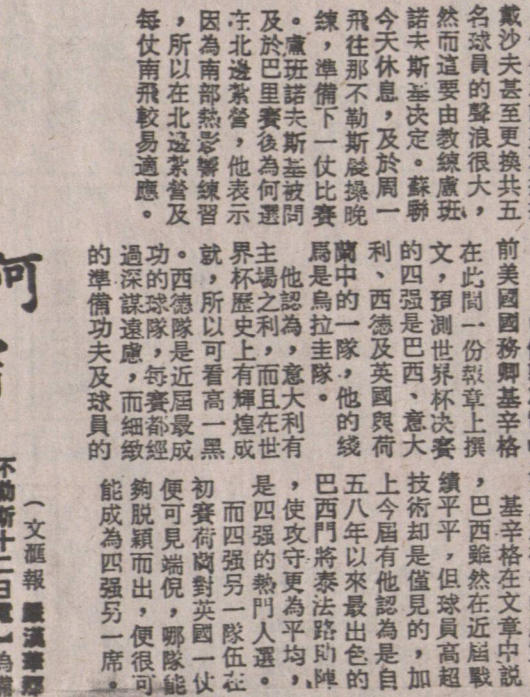 戴沙夫甚至更換共五
名球員的聲浪很大，
然而這要由教練盧班
諾夫斯基决定。蘇聯
今天休息，及於周一
飛往那不勒斯晨操晚
練，準備下一仗比賽
。盧班諾夫斯基被問
及於巴里賽後為何選
在北邊紮營，他表示
因為南部熱影響練習
，所以在北邊紮營及
每仗南飛較易適應。
前美國國務卿基辛格
在此間一份報章上撰
文，預測世界杯决賽
的四强是巴西、意大
利、西德及英國與荷
蘭中的一隊，他的綫
馬是烏拉圭隊。
他認為，意大利有
主場之利，而且在世
界杯歷史上有輝煌成
就，所以可看高一黑
。西德隊是近屆最成
功的球隊，每賽都經
過深謀遠慮，而細緻
的準備功夫及球員的
基辛格在文章中說
，巴西雖然在近屆戰
績平平，但球員高超
技術却是僅見的，加
上今屆有他認為是自
五八年以來最出色的
巴西門將泰法路助陣
，使攻守更為平均，
是四强的熱門人選。
而四强另一隊伍在
初賽荷蘭對英國一仗
便可見端倪，哪隊能
夠脫穎而出，便很可
能成為四强另一席。
（文滙報
不勒斯十二日電